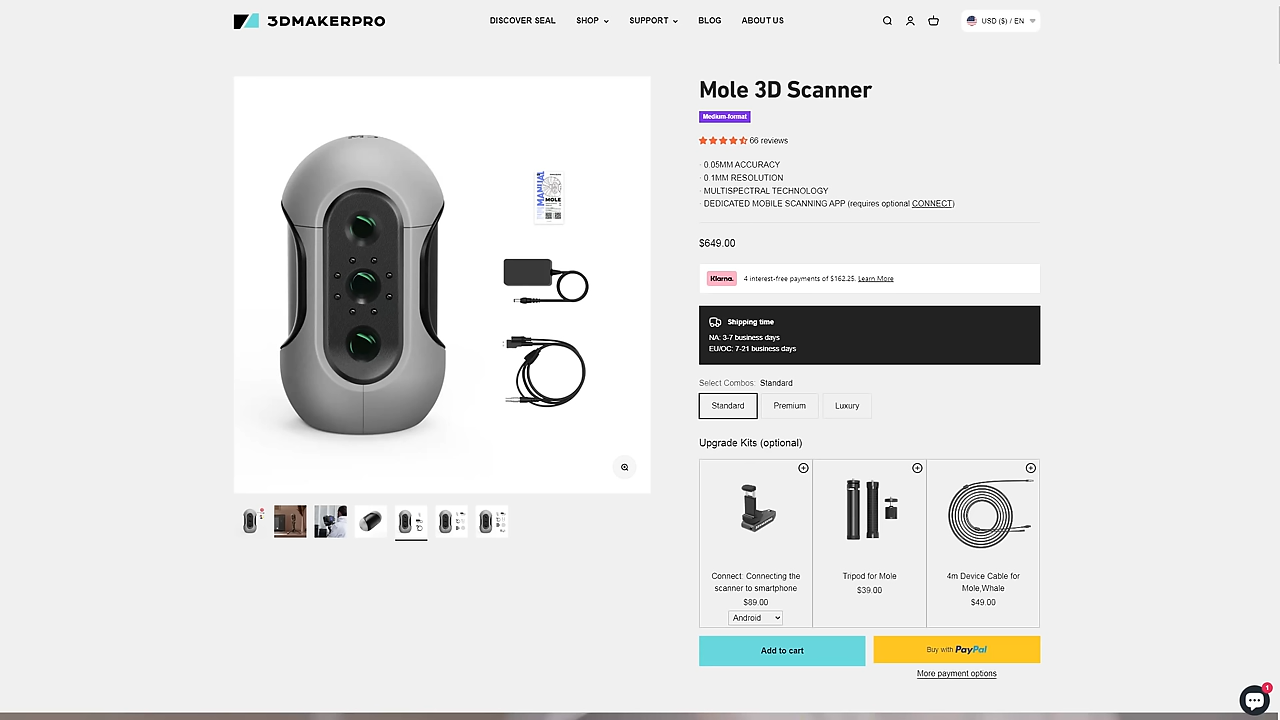 3DMAKERPRO
DISCOVER SEAL
SHOP
SUPPORT
BLOG
ABOUT US
USD ($) / EN
Mole 3D Scanner
Medium-format
66 reviews
· 0.05MM ACCURACY
· 0.1MM RESOLUTION
· MULTISPECTRAL TECHNOLOGY
· DEDICATED MOBILE SCANNING APP (requires optional CONNECT)
$649.00
Klarna.
4 interest-free payments of $162.25. Learn More
Shipping time
NA: 3-7 business days
EU/OC: 7-21 business days
Select Combos: Standard
Standard
Premium
Luxury
Upgrade Kits (optional)
Connect: Connecting the
scanner to smartphone
$89.00
Android
Tripod for Mole
$39.00
4m Device Cable for
Mole,Whale
$49.00
Add to cart
Buy with PayPal
More payment options
MANUAL
MOLE
1